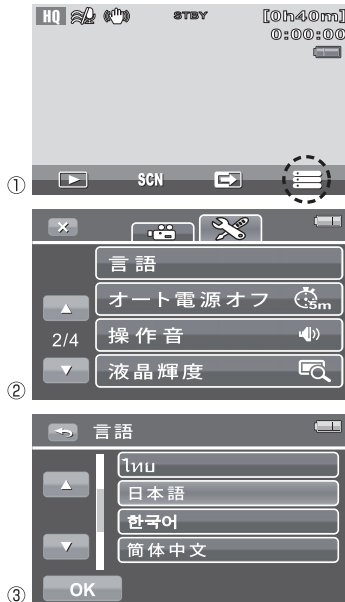 HQ STBY [0h40m]
0:00:00
① SCN
言語
オート電源オフ 5m
2/4 操作音
② 液晶輝度
言語
ไทย
日本語
한국어
簡体中文
③ OK